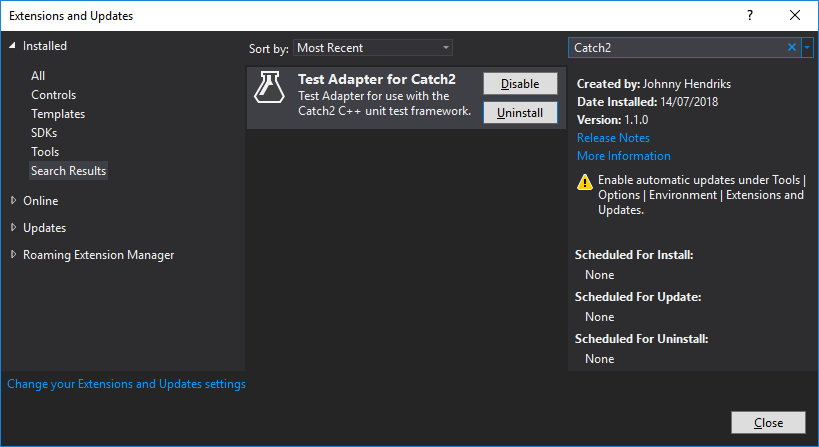 Extensions and Updates
?
Installed
All
Controls
Templates
SDKs
Tools
Search Results
Online
Updates
Roaming Extension Manager
Change your Extensions and Updates settings
Sort by: Most Recent
Test Adapter for Catch2
Test Adapter for use with the
Catch2 C++ unit test framework.
Disable
Uninstall
Catch2
Created by: Johnny Hendriks
Date Installed: 14/07/2018
Version: 1.1.0
Release Notes
More Information
Enable automatic updates under Tools |
Options | Environment | Extensions and
Updates.
Scheduled For Install:
None
Scheduled For Update:
None
Scheduled For Uninstall:
None
Close